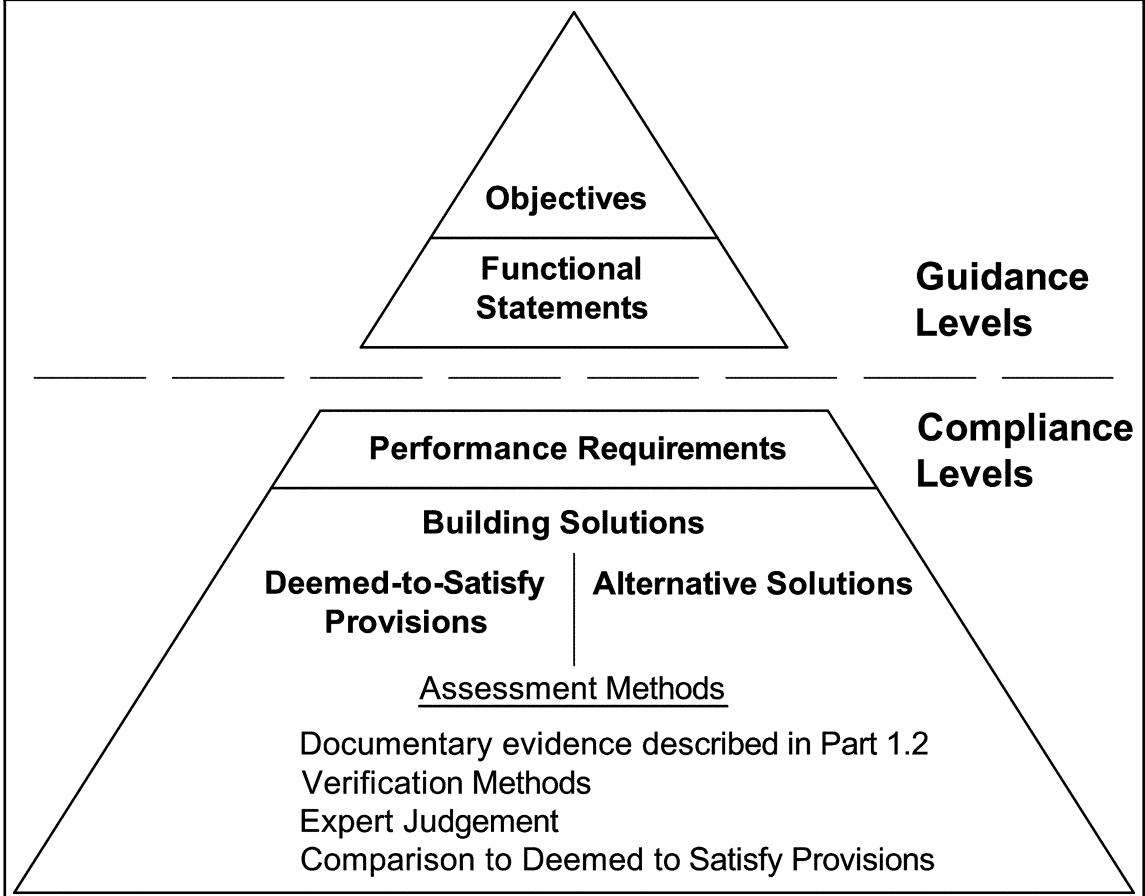 Objectives
Functional
Statements
Guidance
Levels
Compliance
Levels
Performance Requirements
Building Solutions
Deemed-to-Satisfy
Provisions
Alternative Solutions
Assessment Methods
Documentary evidence described in Part 1.2
Verification Methods
Expert Judgement
Comparison to Deemed to Satisfy Provisions